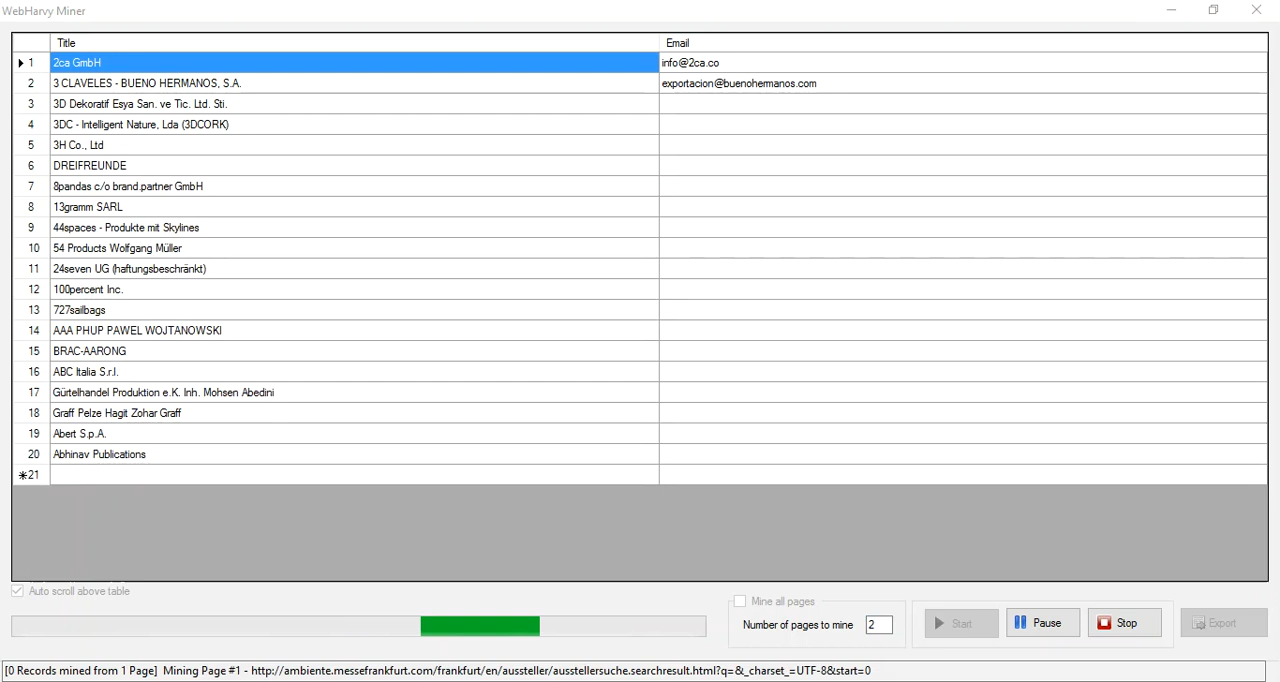 WebHarvy Miner
Title Email
1 2ca GmbH info@2ca.co
2 3 CLAVELES - BUENO HERMANOS, S.A. exportacion@buenohermanos.com
3 3D Dekoratif Esya San. ve Tic. Ltd. Sti.
4 3DC - Intelligent Nature, Lda (3DCORK)
5 3H Co., Ltd
6 DREIFREUNDE
7 8pandas c/o brand.partner GmbH
8 13gramm SARL
9 44spaces - Produkte mit Skylines
10 54 Products Wolfgang Müller
11 24seven UG (haftungsbeschränkt)
12 100percent Inc.
13 727sailbags
14 AAA PHUP PAWEL WOJTANOWSKI
15 BRAC-AARONG
16 ABC Italia S.r.l.
17 Gürtelhandel Produktion e.K. Inh. Mohsen Abedini
18 Graff Pelze Hagit Zohar Graff
19 Abert S.p.A.
20 Abhinav Publications
*21
Auto scroll above table
Mine all pages
Number of pages to mine 2
Start Pause Stop Export
[0 Records mined from 1 Page] Mining Page #1 - http://ambiente.messefrankfurt.com/frankfurt/en/aussteller/ausstellersuche.searchresult.html?q=&_charset_=UTF-8&start=0